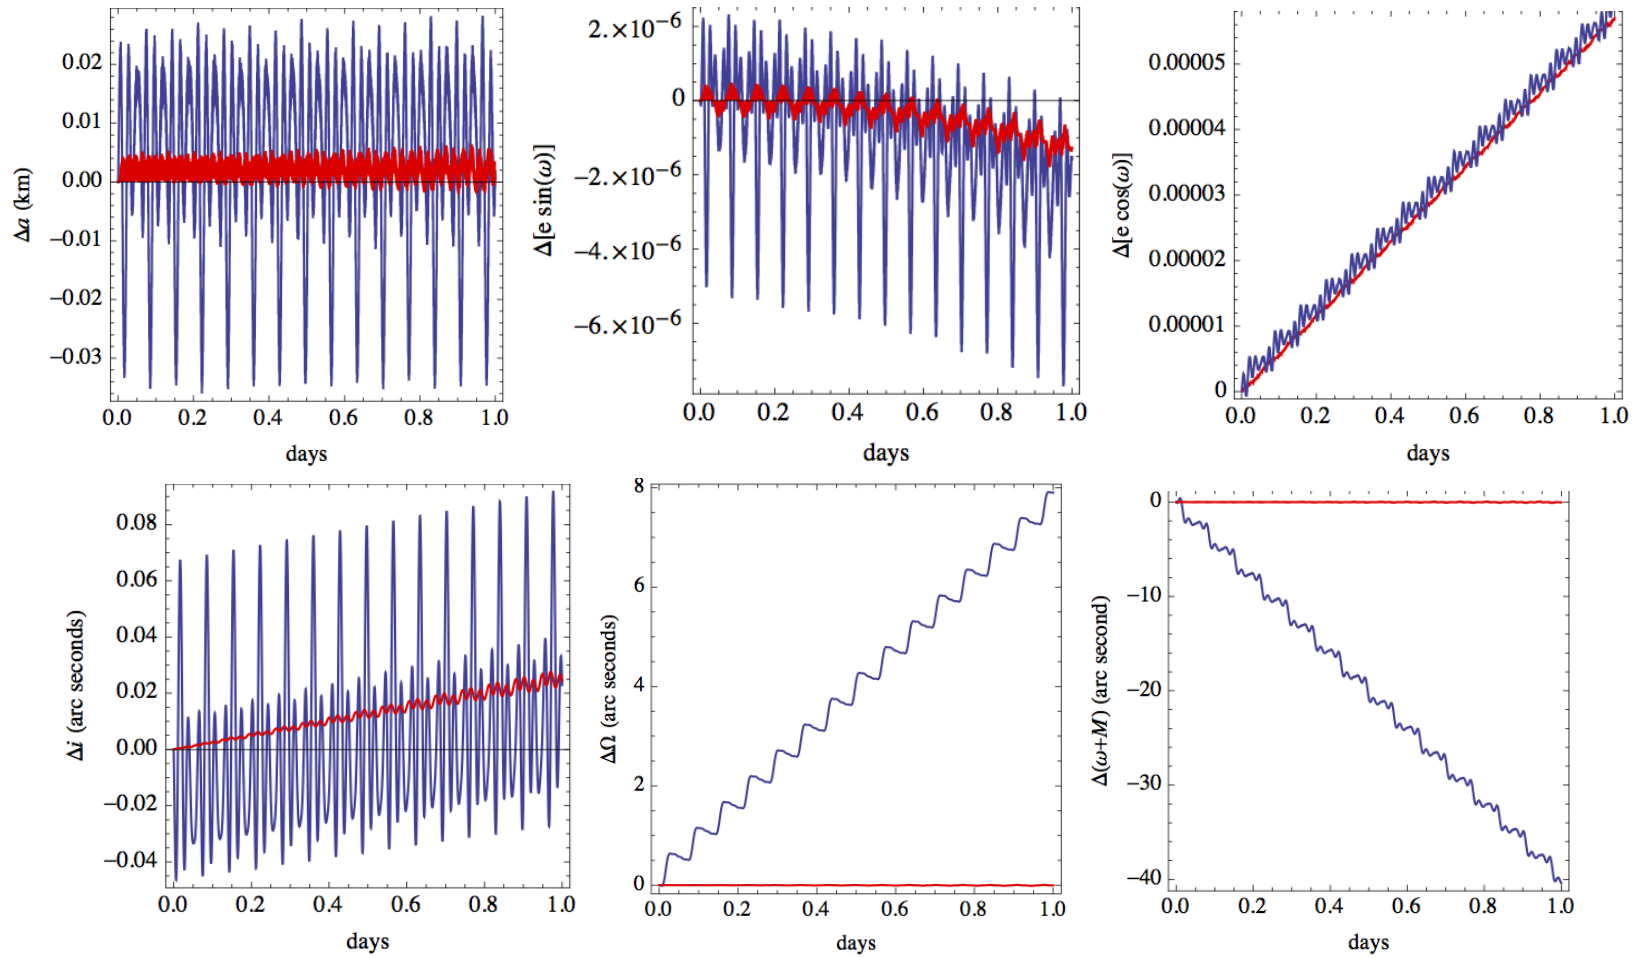 Δa (km)
0.02
0.01
0.00
−0.01
−0.02
−0.03
0.0 0.2 0.4 0.6 0.8 1.0
days
Δ[e sin(ω)]
2.×10⁻⁶
0
−2.×10⁻⁶
−4.×10⁻⁶
−6.×10⁻⁶
0.0 0.2 0.4 0.6 0.8 1.0
days
Δ[e cos(ω)]
0.00005
0.00004
0.00003
0.00002
0.00001
0
0.0 0.2 0.4 0.6 0.8 1.0
days
Δi (arc seconds)
0.08
0.06
0.04
0.02
0.00
−0.02
−0.04
0.0 0.2 0.4 0.6 0.8 1.0
days
ΔΩ (arc seconds)
8
6
4
2
0
0.0 0.2 0.4 0.6 0.8 1.0
days
Δ(ω+M) (arc second)
0
−10
−20
−30
−40
0.0 0.2 0.4 0.6 0.8 1.0
days